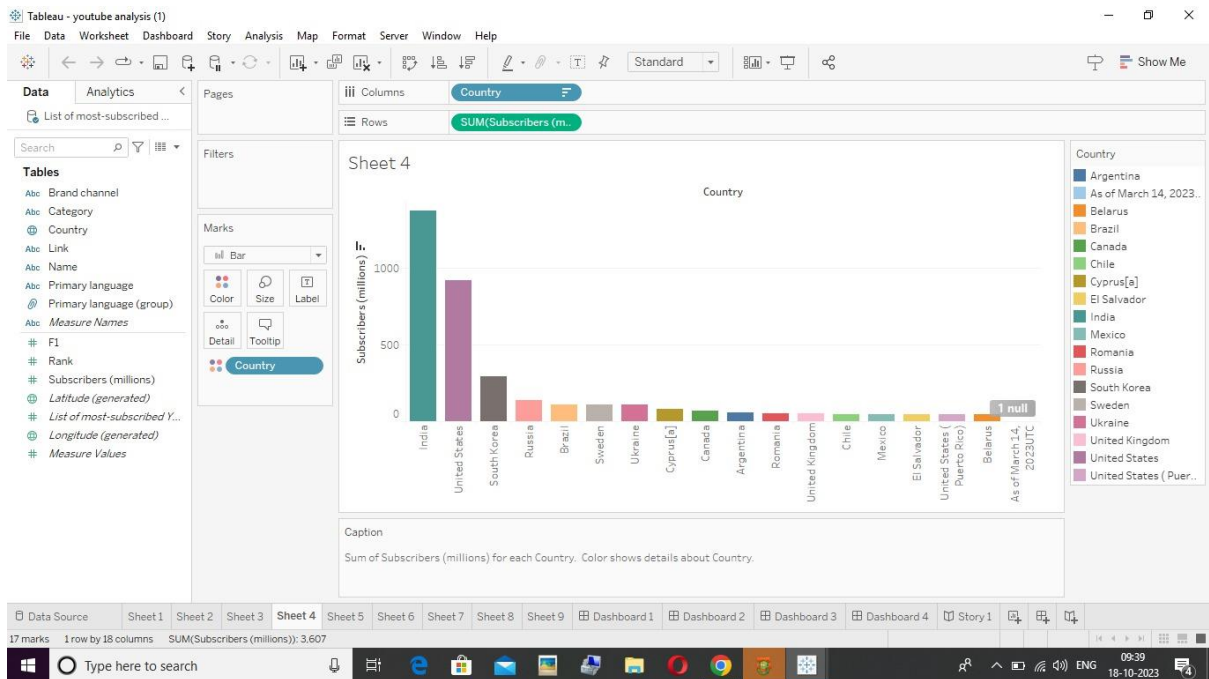 Tableau - youtube analysis (1)
File Data Worksheet Dashboard Story Analysis Map Format Server Window Help
Standard
Show Me
Data Analytics
List of most-subscribed ...
Search
Tables
Abc Brand channel
Abc Category
Country
Abc Link
Abc Name
Abc Primary language
Primary language (group)
Abc Measure Names
# F1
# Rank
# Subscribers (millions)
Latitude (generated)
# List of most-subscribed Y...
Longitude (generated)
# Measure Values
Pages
Filters
Marks
Bar
Color Size Label
Detail Tooltip
Country
iii Columns Country
Rows SUM(Subscribers (m..
Sheet 4
Country
Subscribers (millions)
1000
500
0
1 null
India
United States
South Korea
Russia
Brazil
Sweden
Ukraine
Cyprus[a]
Canada
Argentina
Romania
United Kingdom
Chile
Mexico
El Salvador
United States (
Puerto Rico)
Belarus
As of March 14,
2023UTC
Caption
Sum of Subscribers (millions) for each Country. Color shows details about Country.
Country
Argentina
As of March 14, 2023..
Belarus
Brazil
Canada
Chile
Cyprus[a]
El Salvador
India
Mexico
Romania
Russia
South Korea
Sweden
Ukraine
United Kingdom
United States
United States ( Puer..
Data Source Sheet 1 Sheet 2 Sheet 3 Sheet 4 Sheet 5 Sheet 6 Sheet 7 Sheet 8 Sheet 9 Dashboard 1 Dashboard 2 Dashboard 3 Dashboard 4 Story 1
17 marks 1 row by 18 columns SUM(Subscribers (millions)): 3,607
Type here to search
ENG
09:39
18-10-2023
4